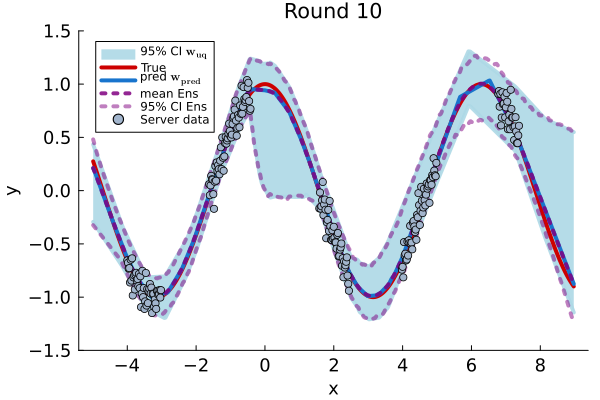 Round 10
1.5
1.0
0.5
0.0
−0.5
−1.0
−1.5
y
95% CI w_uq
True
pred w_pred
mean Ens
95% CI Ens
Server data
−4 −2 0 2 4 6 8
x